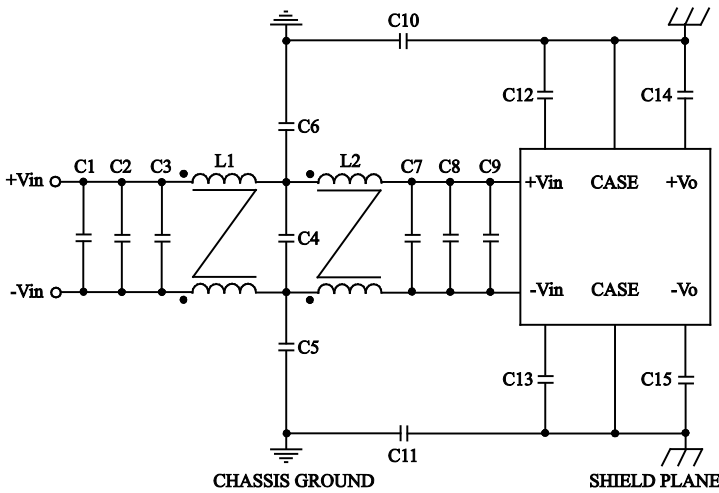 C10
C12
C14
C6
C1
C2
C3
L1
L2
C7
C8
C9
+Vin
+Vin
CASE
+Vo
C4
-Vin
-Vin
CASE
-Vo
C5
C13
C15
C11
CHASSIS GROUND
SHIELD PLANE